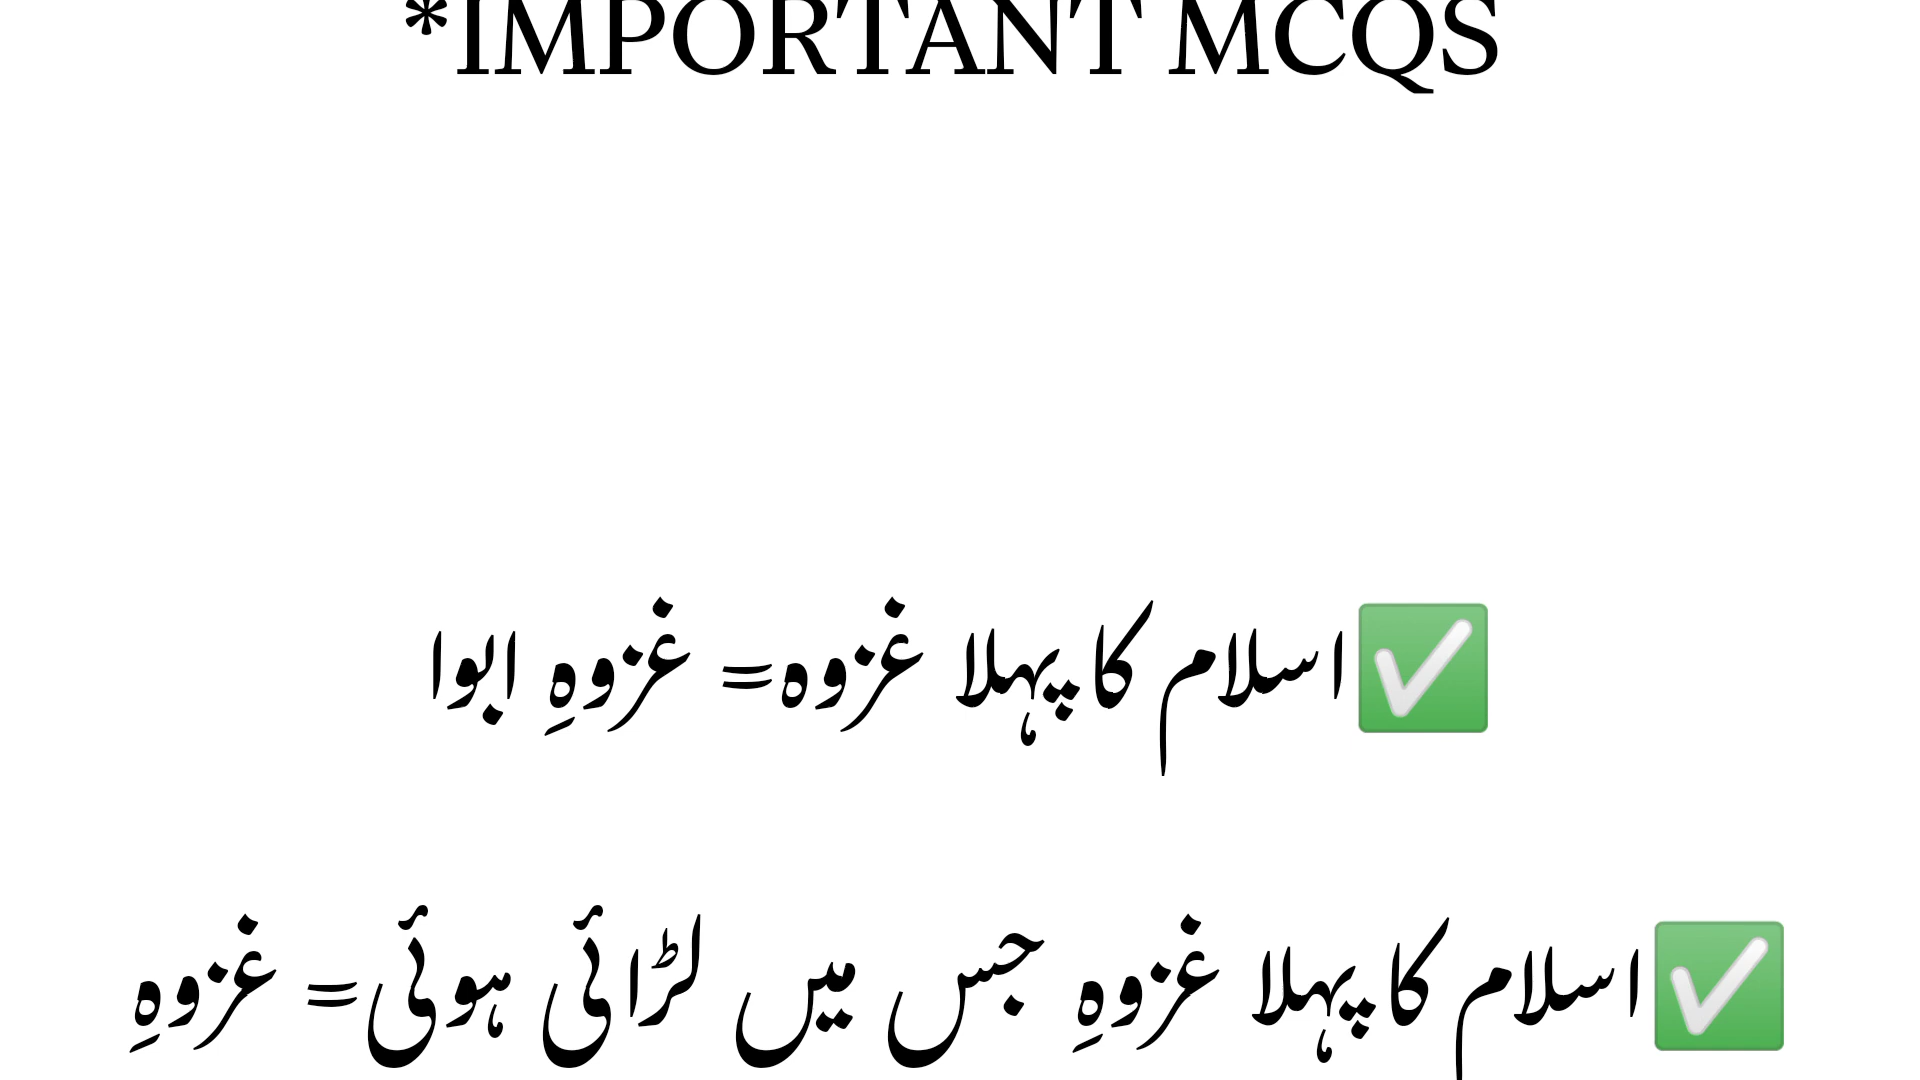 *IMPORTANT MCQS
✅اسلام کا پہلا غزوہ= غزوہِ ابوا
✅اسلام کا پہلا غزوہِ جس میں لڑائی ہوئی= غزوہِ